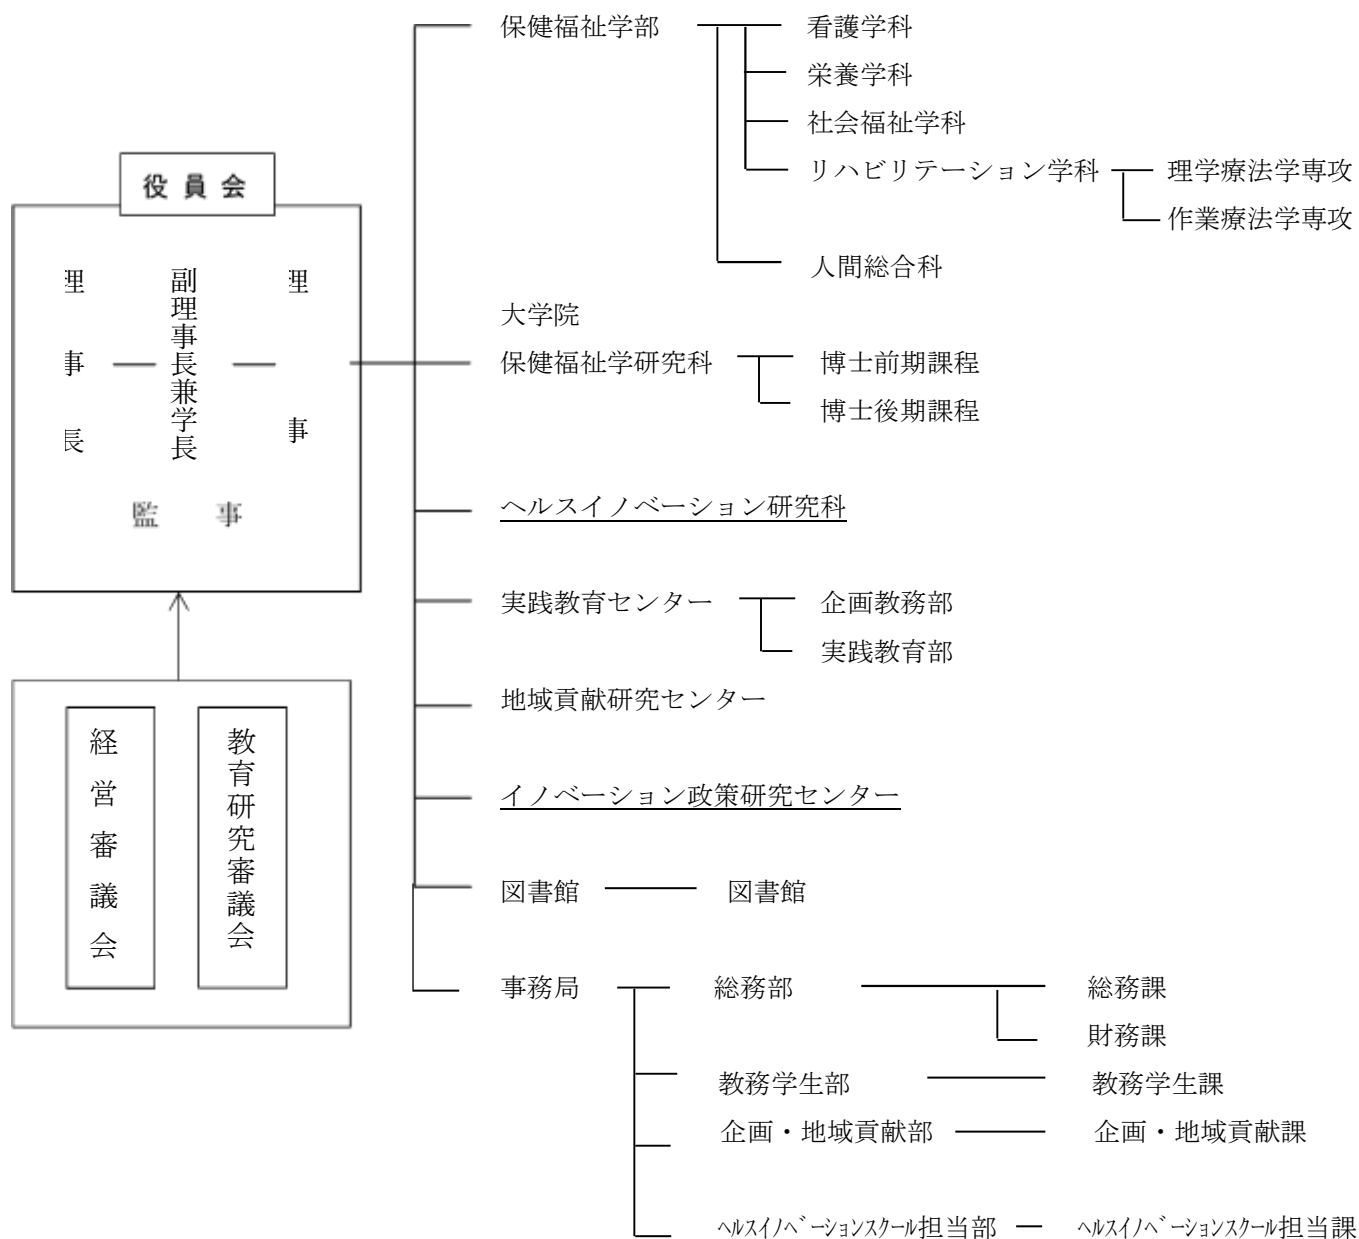 役員会
理事長
副理事長兼学長
理事
監事
経営審議会
教育研究審議会
保健福祉学部
看護学科
栄養学科
社会福祉学科
リハビリテーション学科
理学療法学専攻
作業療法学専攻
人間総合科
大学院
保健福祉学研究科
博士前期課程
博士後期課程
ヘルスイノベーション研究科
実践教育センター
企画教務部
実践教育部
地域貢献研究センター
イノベーション政策研究センター
図書館
図書館
事務局
総務部
総務課
財務課
教務学生部
教務学生課
企画・地域貢献部
企画・地域貢献課
ヘルスイノベーションスクール担当部
ヘルスイノベーションスクール担当課